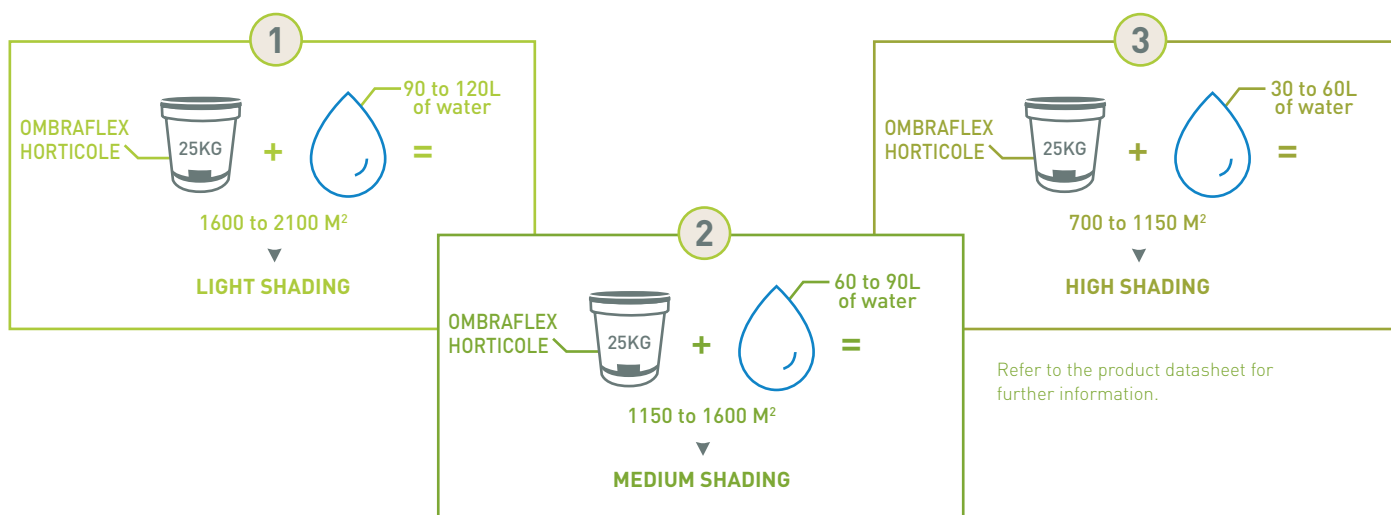 1
OMBRAFLEX
HORTICOLE
25KG
+
90 to 120L
of water
=
1600 to 2100 M²
LIGHT SHADING
2
OMBRAFLEX
HORTICOLE
25KG
+
60 to 90L
of water
=
1150 to 1600 M²
MEDIUM SHADING
3
OMBRAFLEX
HORTICOLE
25KG
+
30 to 60L
of water
=
700 to 1150 M²
HIGH SHADING
Refer to the product datasheet for
further information.